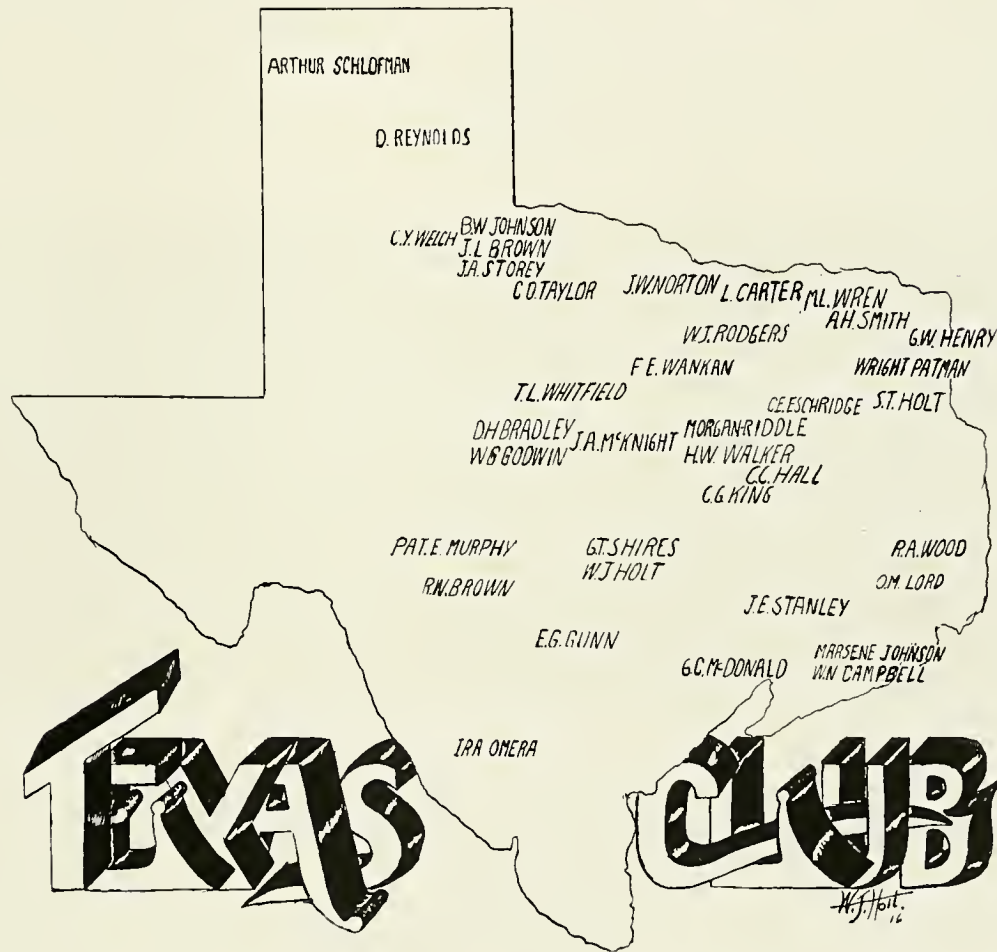 ARTHUR SCHLOFMAN
D. REYNOLDS
C.Y. WELCH
B.W JOHNSON
J.L BROWN
J.A. STOREY
C O. TAYLOR
J.W. NORTON
L. CARTER
M.L. WREN
A.H. SMITH
G.W. HENRY
W.J. RODGERS
F E. WANKAN
WRIGHT PATMAN
T. L. WHITFIELD
C.E. ESCHRIDGE
S.T. HOLT
D.H BRADLEY
W B GODWIN
J.A. McKNIGHT
MORGAN-RIDDLE
H.W. WALKER
C.C. HALL
C.G. KING
PAT. E. MURPHY
G.T. SHIRES
W.J HOLT
R.A. WOOD
R.W. BROWN
O.M. LORD
J.E. STANLEY
E.G. GUNN
MARSENE JOHNSON
W.N CAMPBELL
G.C. McDONALD
IRA OMERA
TEXAS CLUB
W.J. Holt.
16